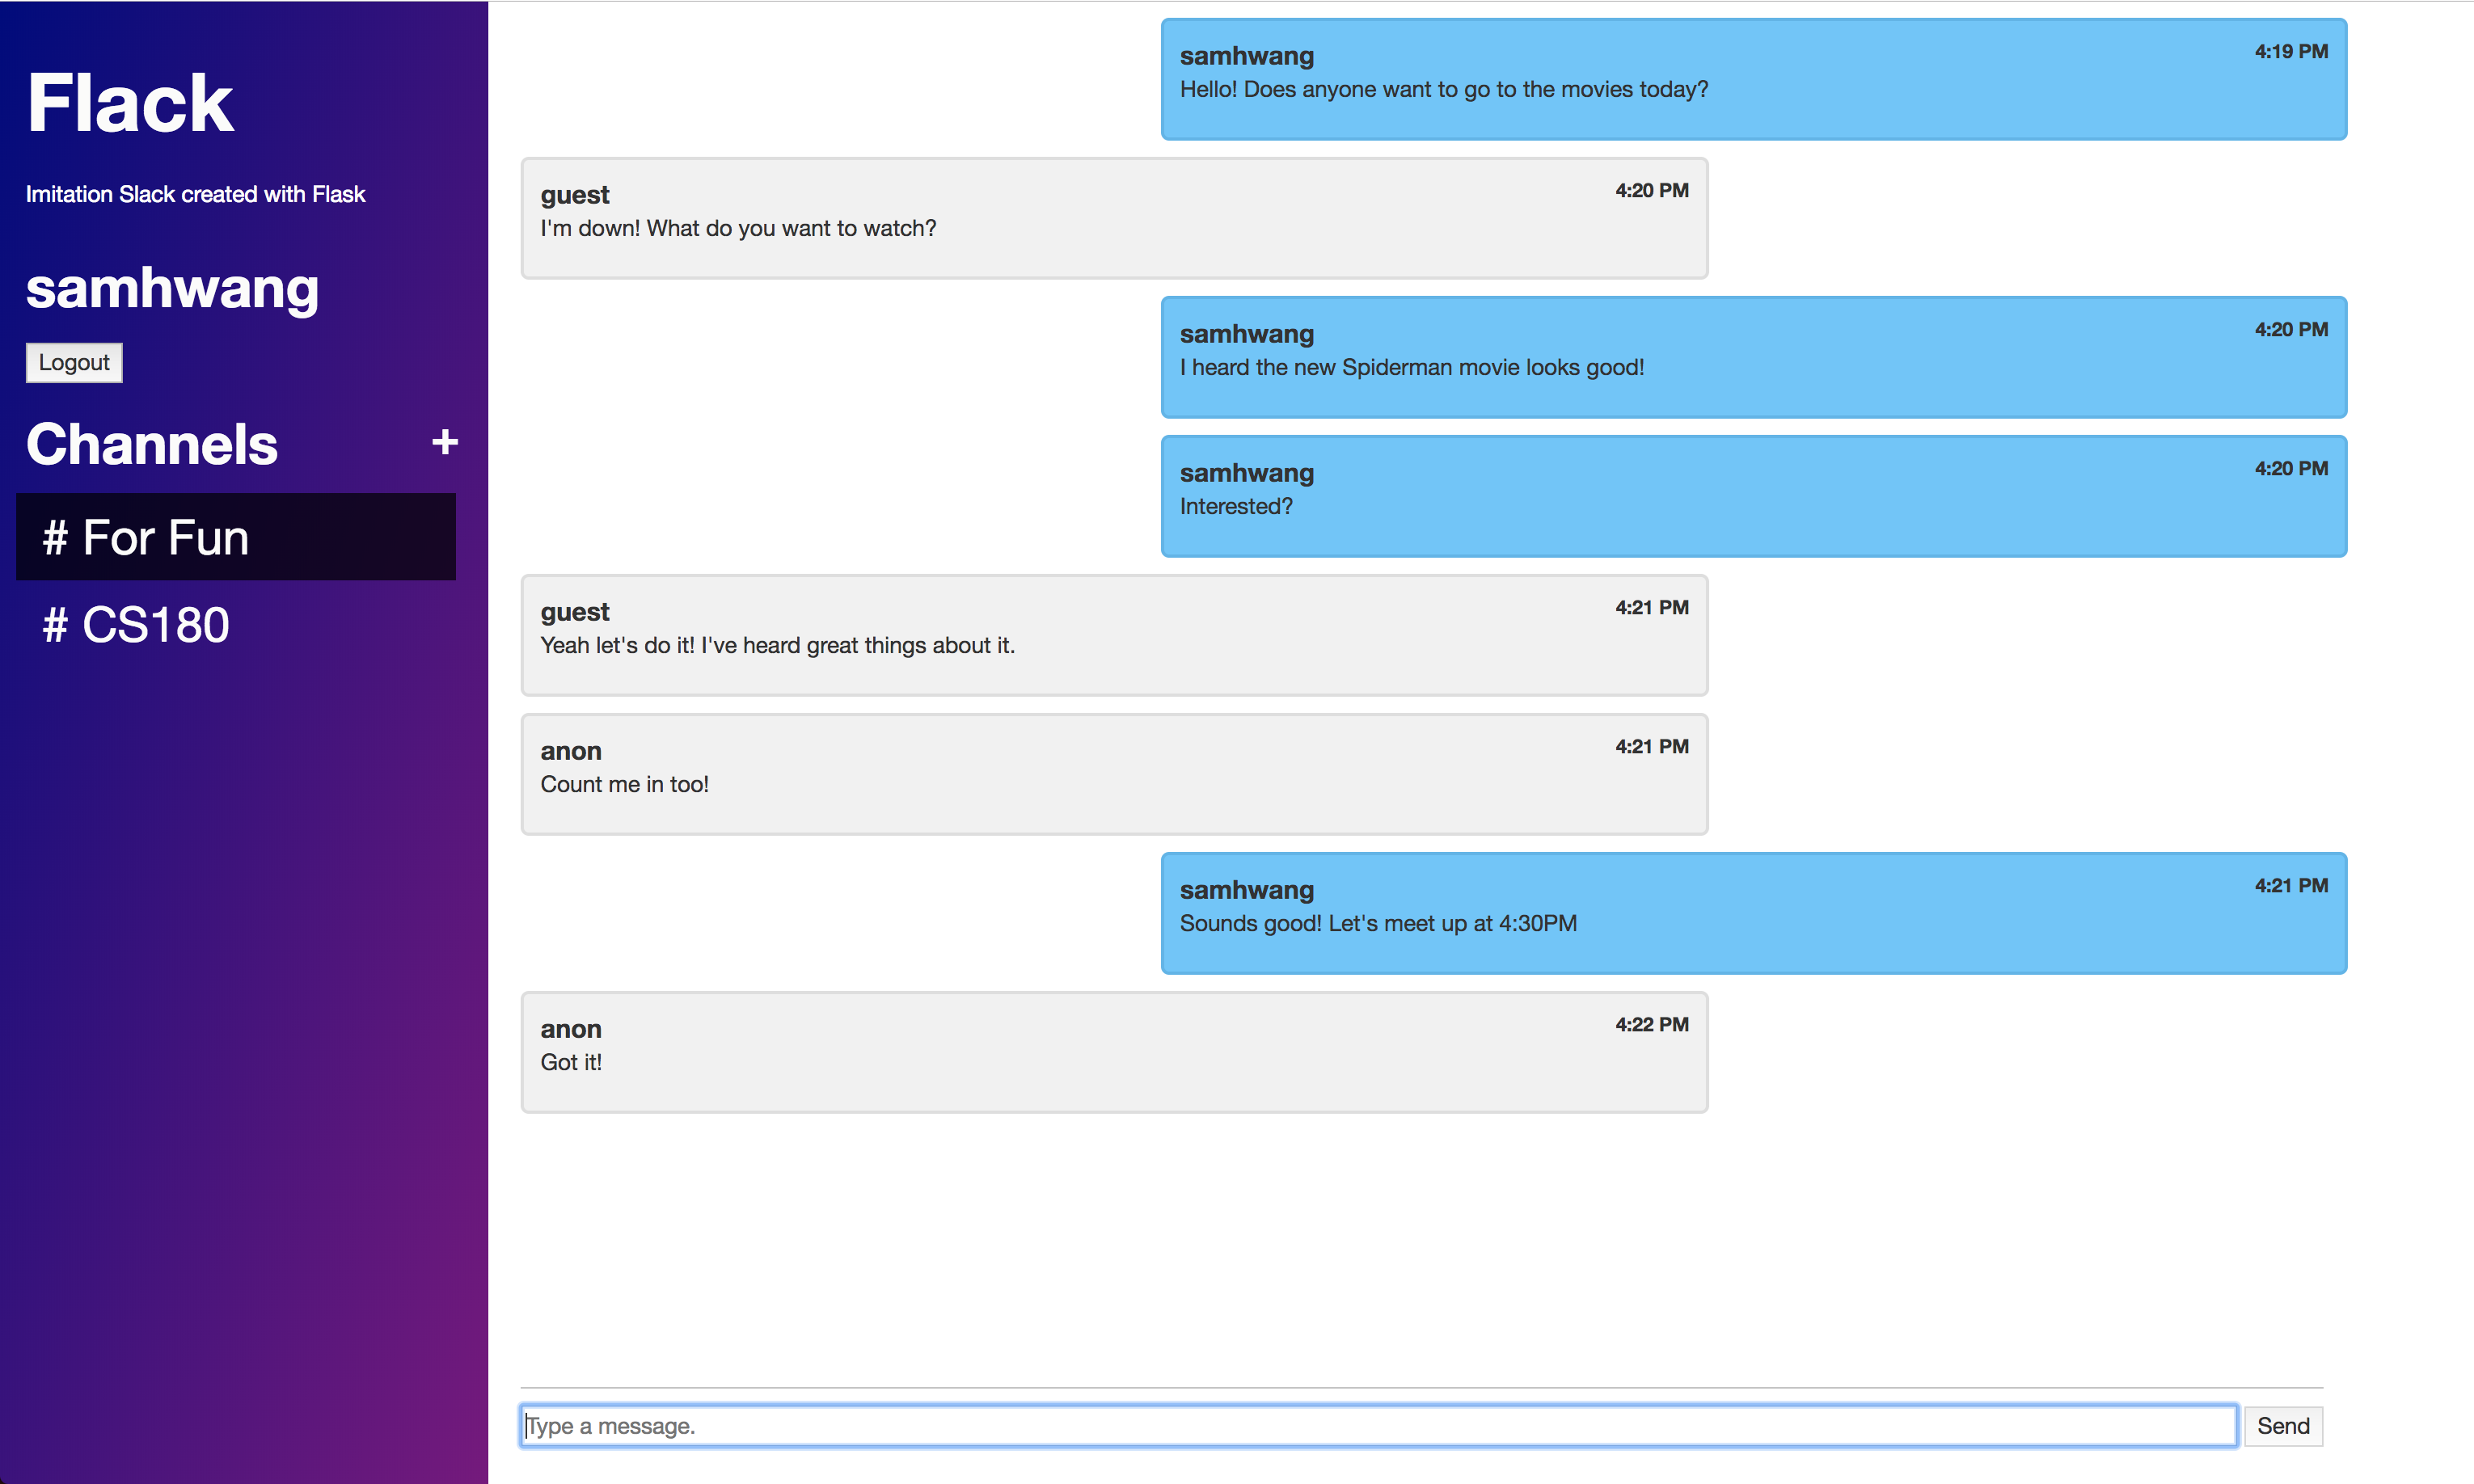 Flack
Imitation Slack created with Flask
samhwang
Logout
Channels +
# For Fun
# CS180
samhwang 4:19 PM
Hello! Does anyone want to go to the movies today?
guest 4:20 PM
I'm down! What do you want to watch?
samhwang 4:20 PM
I heard the new Spiderman movie looks good!
samhwang 4:20 PM
Interested?
guest 4:21 PM
Yeah let's do it! I've heard great things about it.
anon 4:21 PM
Count me in too!
samhwang 4:21 PM
Sounds good! Let's meet up at 4:30PM
anon 4:22 PM
Got it!
Type a message. Send